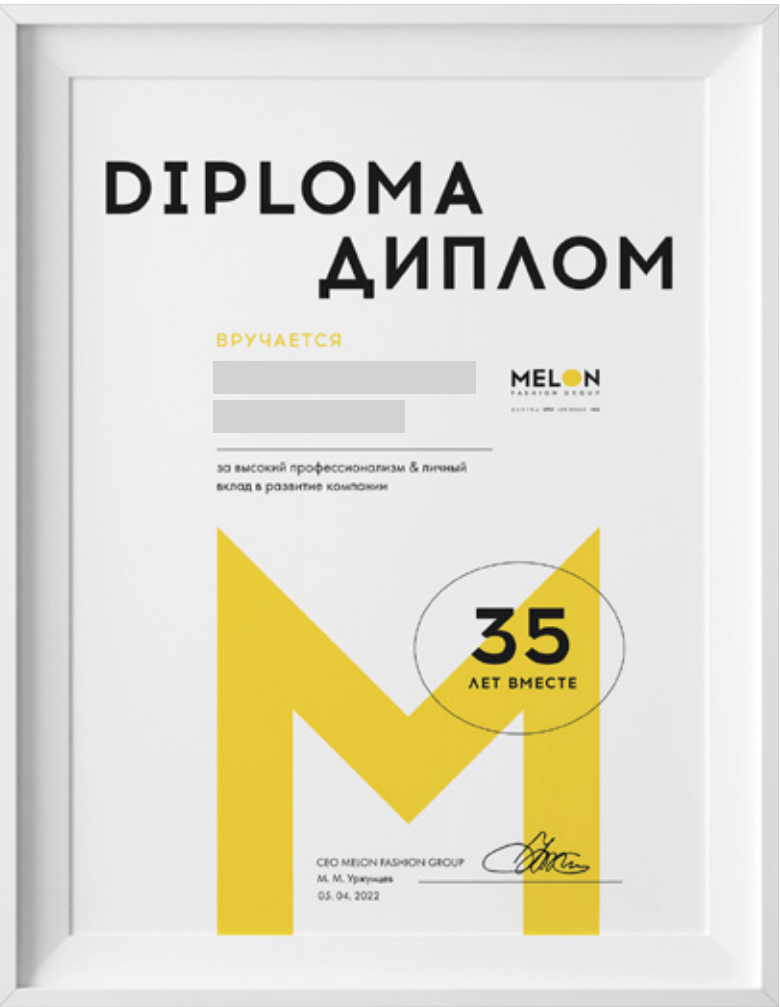 DIPLOMA
ДИПЛОМ
ВРУЧАЕТСЯ
MELON
FASHION GROUP
за высокий профессионализм & личный
вклад в развитие компании
35
ЛЕТ ВМЕСТЕ
CEO MELON FASHION GROUP
М. М. Уржумцев
05. 04. 2022